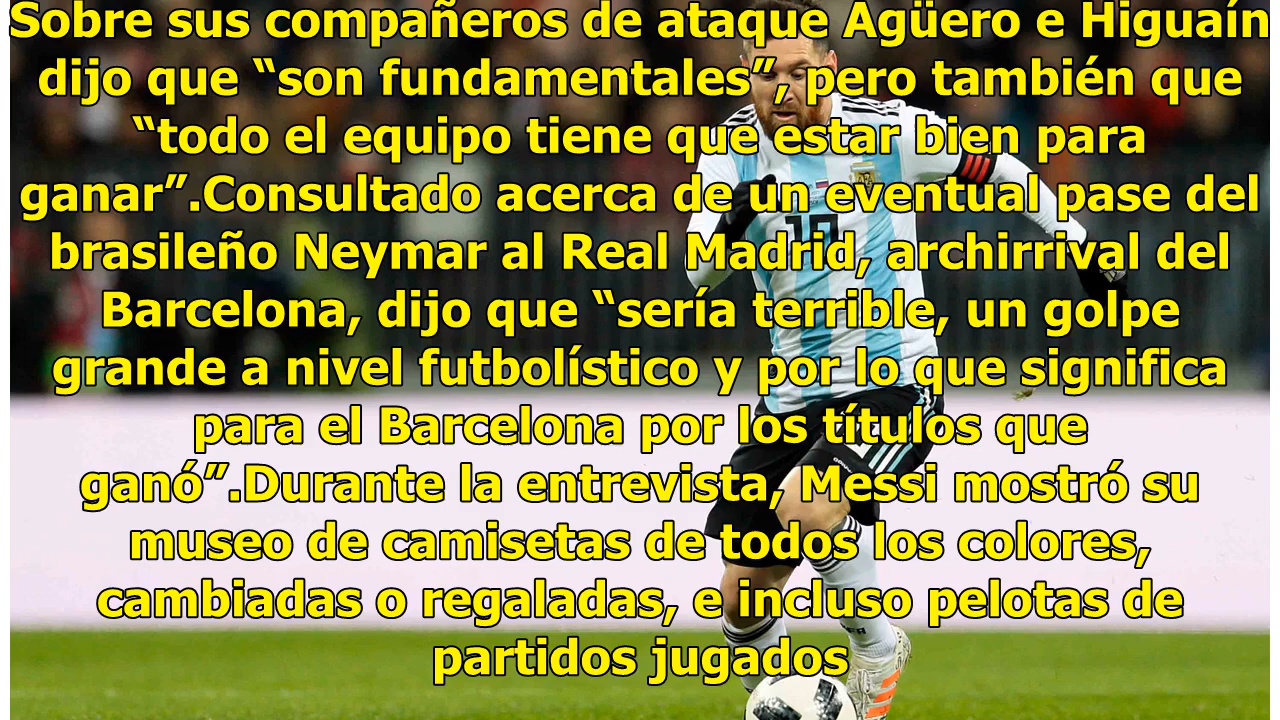 Sobre sus compañeros de ataque Agüero e Higuaín
dijo que “son fundamentales”, pero también que
“todo el equipo tiene que estar bien para
ganar”.Consultado acerca de un eventual pase del
brasileño Neymar al Real Madrid, archirrival del
Barcelona, dijo que “sería terrible, un golpe
grande a nivel futbolístico y por lo que significa
para el Barcelona por los títulos que
ganó”.Durante la entrevista, Messi mostró su
museo de camisetas de todos los colores,
cambiadas o regaladas, e incluso pelotas de
partidos jugados
10